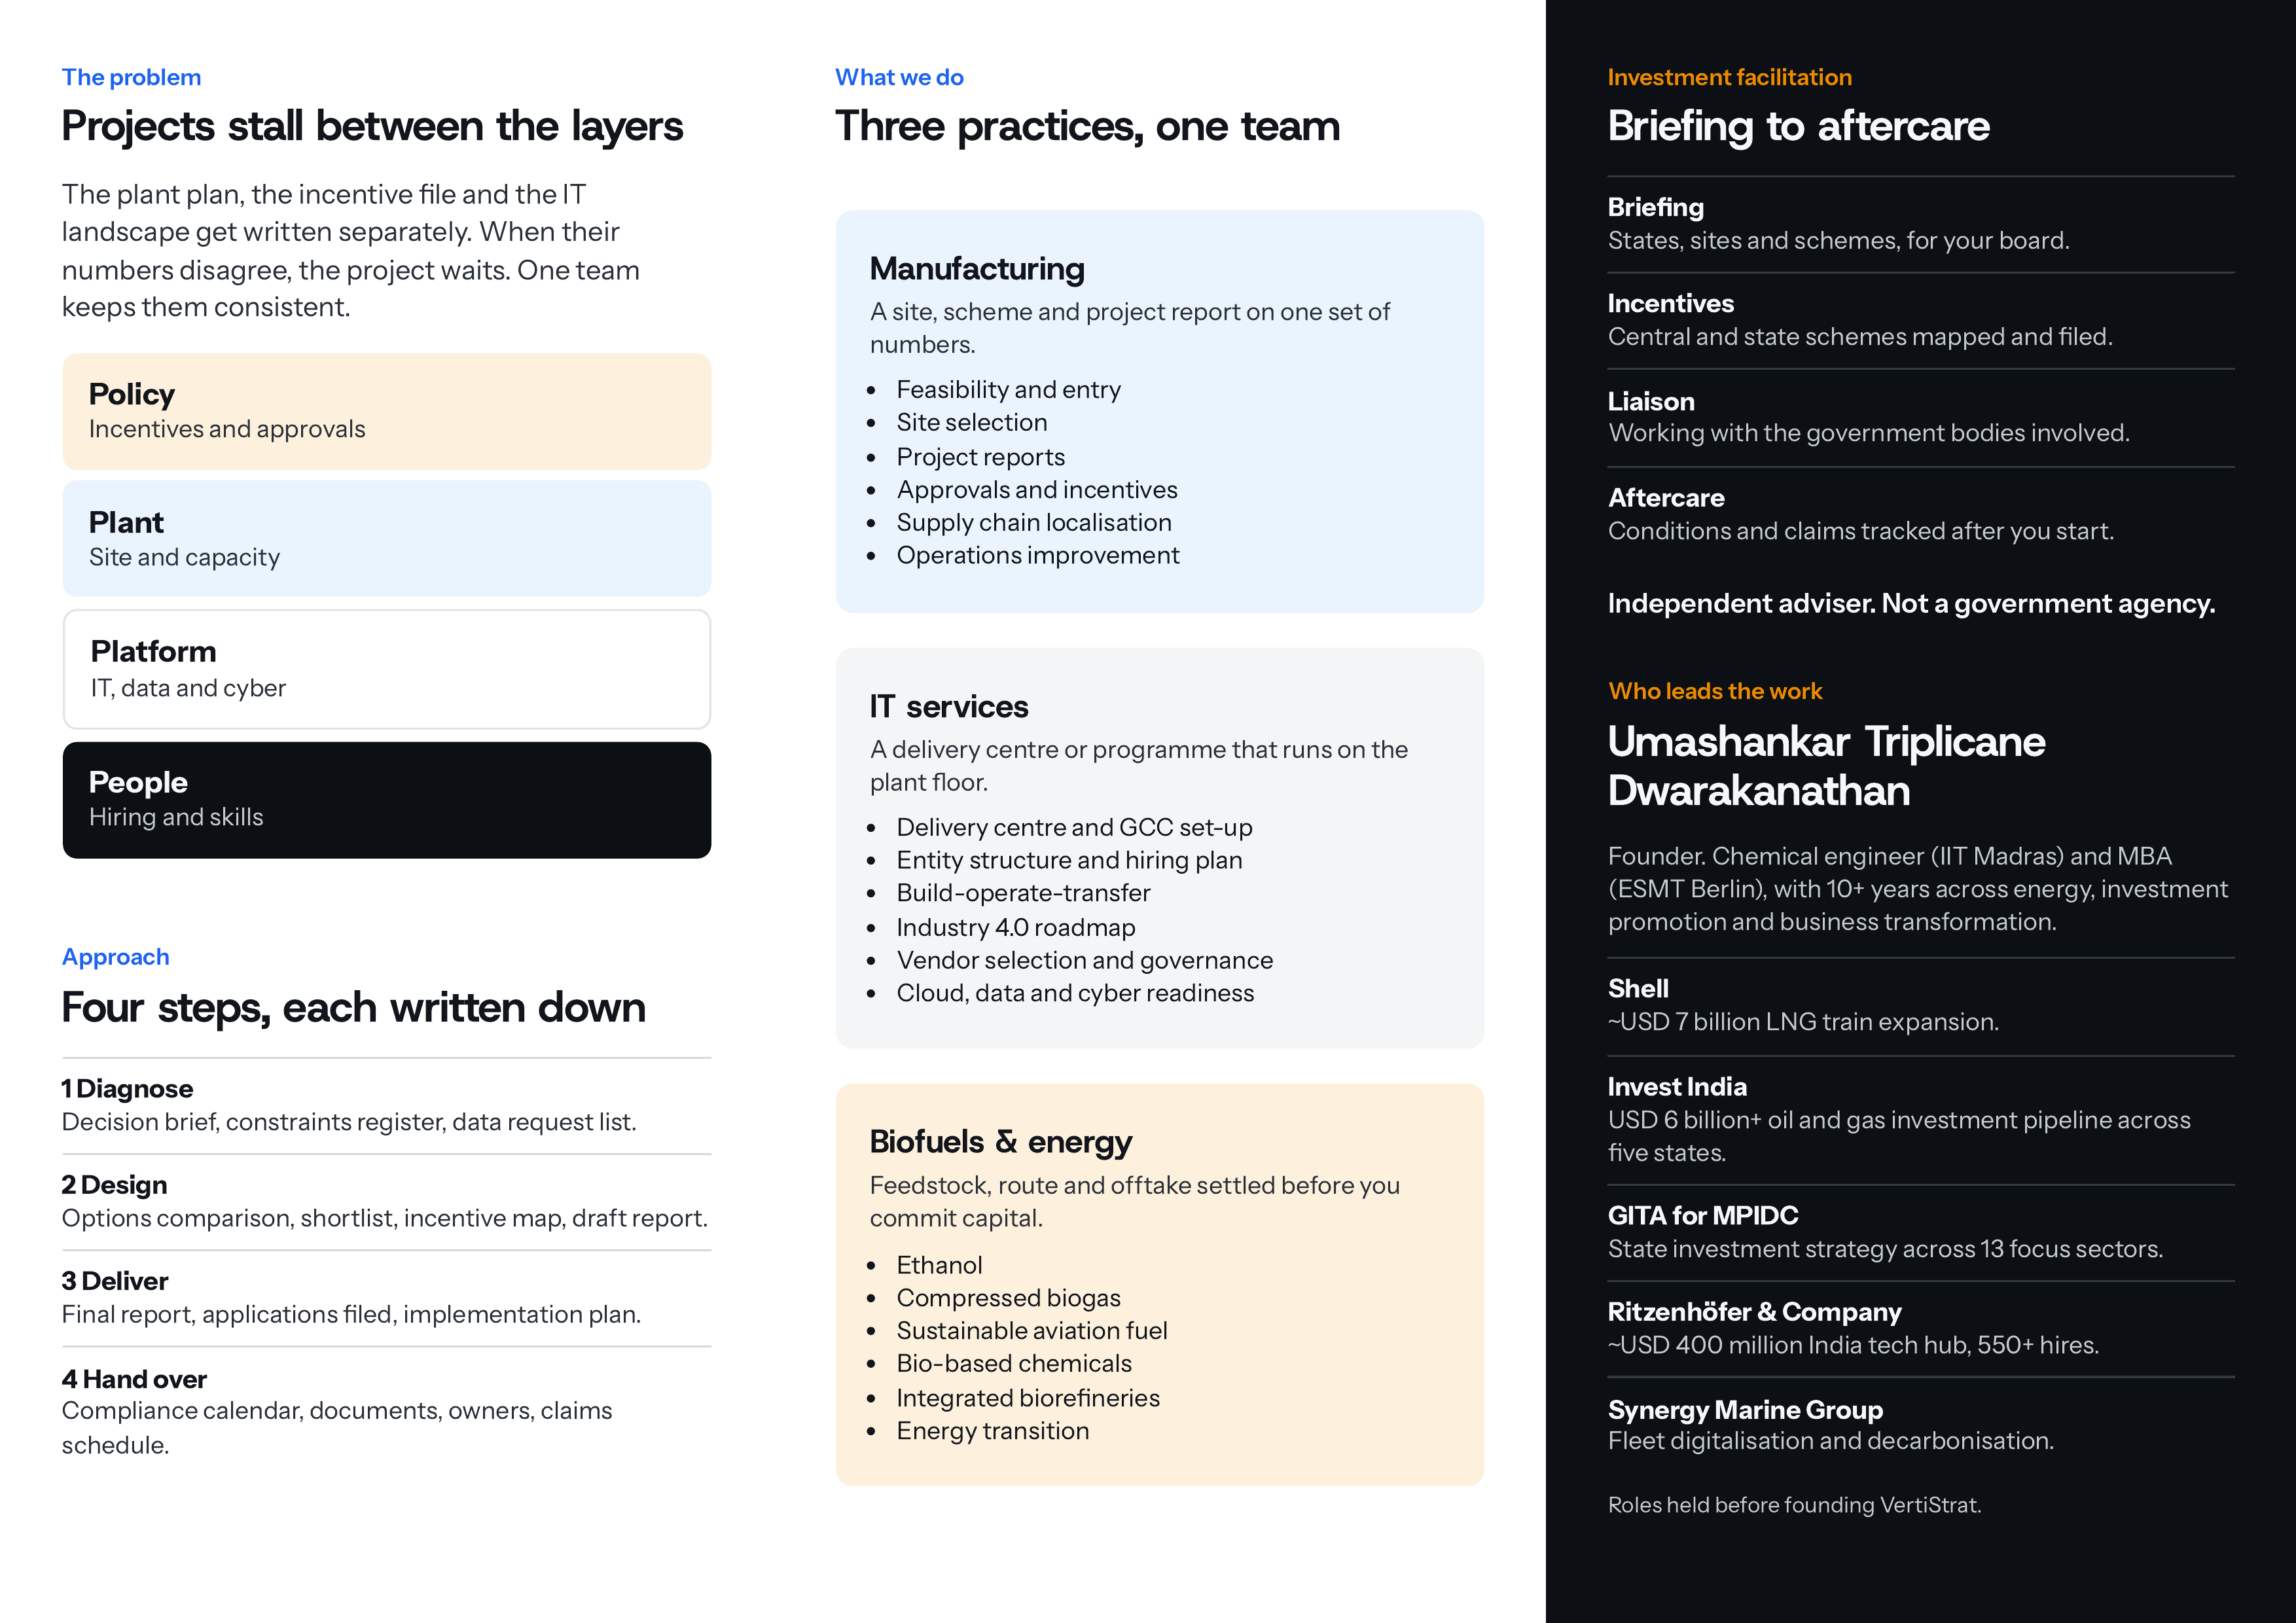 The problem
Projects stall between the layers
The plant plan, the incentive file and the IT
landscape get written separately. When their
numbers disagree, the project waits. One team
keeps them consistent.
Policy
Incentives and approvals
Plant
Site and capacity
Platform
IT, data and cyber
People
Hiring and skills
Approach
Four steps, each written down
1 Diagnose
Decision brief, constraints register, data request list.
2 Design
Options comparison, shortlist, incentive map, draft report.
3 Deliver
Final report, applications filed, implementation plan.
4 Hand over
Compliance calendar, documents, owners, claims
schedule.
What we do
Three practices, one team
Manufacturing
A site, scheme and project report on one set of
numbers.
• Feasibility and entry
• Site selection
• Project reports
• Approvals and incentives
• Supply chain localisation
• Operations improvement
IT services
A delivery centre or programme that runs on the
plant floor.
• Delivery centre and GCC set-up
• Entity structure and hiring plan
• Build-operate-transfer
• Industry 4.0 roadmap
• Vendor selection and governance
• Cloud, data and cyber readiness
Biofuels & energy
Feedstock, route and offtake settled before you
commit capital.
• Ethanol
• Compressed biogas
• Sustainable aviation fuel
• Bio-based chemicals
• Integrated biorefineries
• Energy transition
Investment facilitation
Briefing to aftercare
Briefing
States, sites and schemes, for your board.
Incentives
Central and state schemes mapped and filed.
Liaison
Working with the government bodies involved.
Aftercare
Conditions and claims tracked after you start.
Independent adviser. Not a government agency.
Who leads the work
Umashankar Triplicane
Dwarakanathan
Founder. Chemical engineer (IIT Madras) and MBA
(ESMT Berlin), with 10+ years across energy, investment
promotion and business transformation.
Shell
~USD 7 billion LNG train expansion.
Invest India
USD 6 billion+ oil and gas investment pipeline across
five states.
GITA for MPIDC
State investment strategy across 13 focus sectors.
Ritzenhöfer & Company
~USD 400 million India tech hub, 550+ hires.
Synergy Marine Group
Fleet digitalisation and decarbonisation.
Roles held before founding VertiStrat.